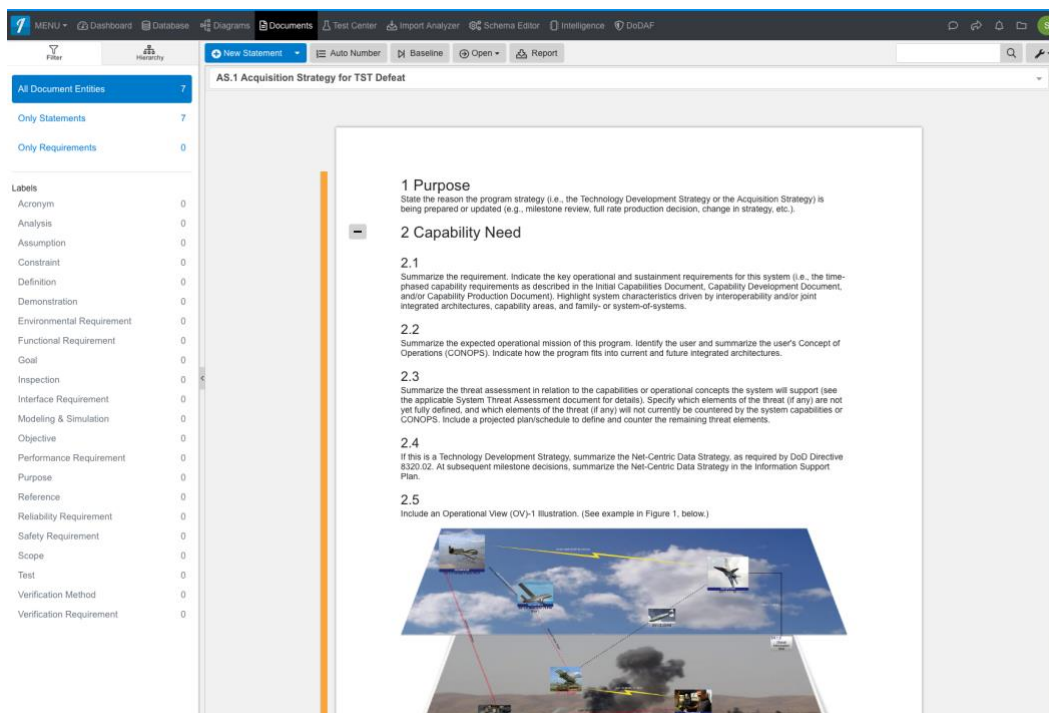 MENU
Dashboard
Database
Diagrams
Documents
Test Center
Import Analyzer
Schema Editor
Intelligence
DoDAF
S
Filter
Hierarchy
New Statement
Auto Number
Baseline
Open
Report
AS.1 Acquisition Strategy for TST Defeat
All Document Entities 7
Only Statements 7
Only Requirements 0
Labels
Acronym 0
Analysis 0
Assumption 0
Constraint 0
Definition 0
Demonstration 0
Environmental Requirement 0
Functional Requirement 0
Goal 0
Inspection 0
Interface Requirement 0
Modeling & Simulation 0
Objective 0
Performance Requirement 0
Purpose 0
Reference 0
Reliability Requirement 0
Safety Requirement 0
Scope 0
Test 0
Verification Method 0
Verification Requirement 0
1 Purpose
State the reason the program strategy (i.e., the Technology Development Strategy or the Acquisition Strategy) is
being prepared or updated (e.g., milestone review, full rate production decision, change in strategy, etc.).
2 Capability Need
2.1
Summarize the requirement. Indicate the key operational and sustainment requirements for this system (i.e., the time-
phased capability requirements as described in the Initial Capabilities Document, Capability Development Document,
and/or Capability Production Document). Highlight system characteristics driven by interoperability and/or joint
integrated architectures, capability areas, and family- or system-of-systems.
2.2
Summarize the expected operational mission of this program. Identify the user and summarize the user's Concept of
Operations (CONOPS). Indicate how the program fits into current and future integrated architectures.
2.3
Summarize the threat assessment in relation to the capabilities or operational concepts the system will support (see
the applicable System Threat Assessment document for details). Specify which elements of the threat (if any) are not
yet fully defined, and which elements of the threat (if any) will not currently be countered by the system capabilities or
CONOPS. Include a projected plan/schedule to define and counter the remaining threat elements.
2.4
If this is a Technology Development Strategy, summarize the Net-Centric Data Strategy, as required by DoD Directive
8320.02. At subsequent milestone decisions, summarize the Net-Centric Data Strategy in the Information Support
Plan.
2.5
Include an Operational View (OV)-1 Illustration. (See example in Figure 1, below.)